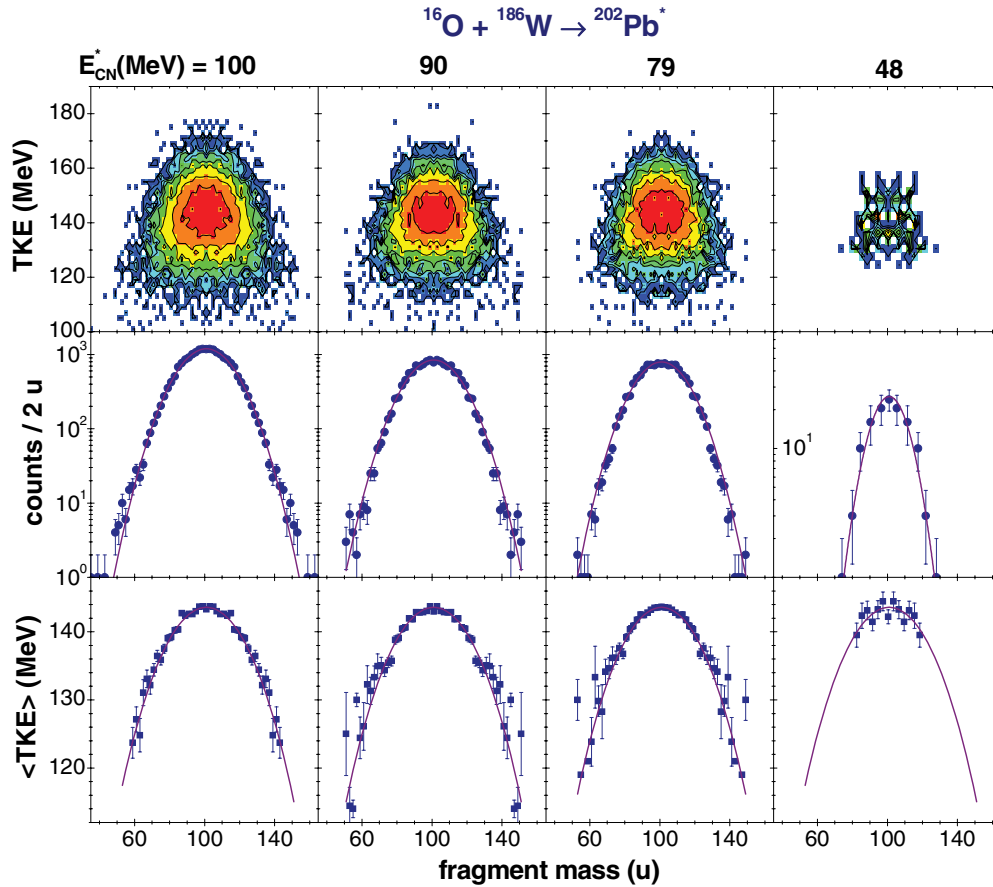 ¹⁶O + ¹⁸⁶W → ²⁰²Pb*
E*CN(MeV) = 100 90 79 48
TKE (MeV)
180
160
140
120
100
counts / 2 u
10³
10²
10¹
10⁰
10¹
<TKE> (MeV)
140
130
120
60 100 140 60 100 140 60 100 140 60 100 140
fragment mass (u)